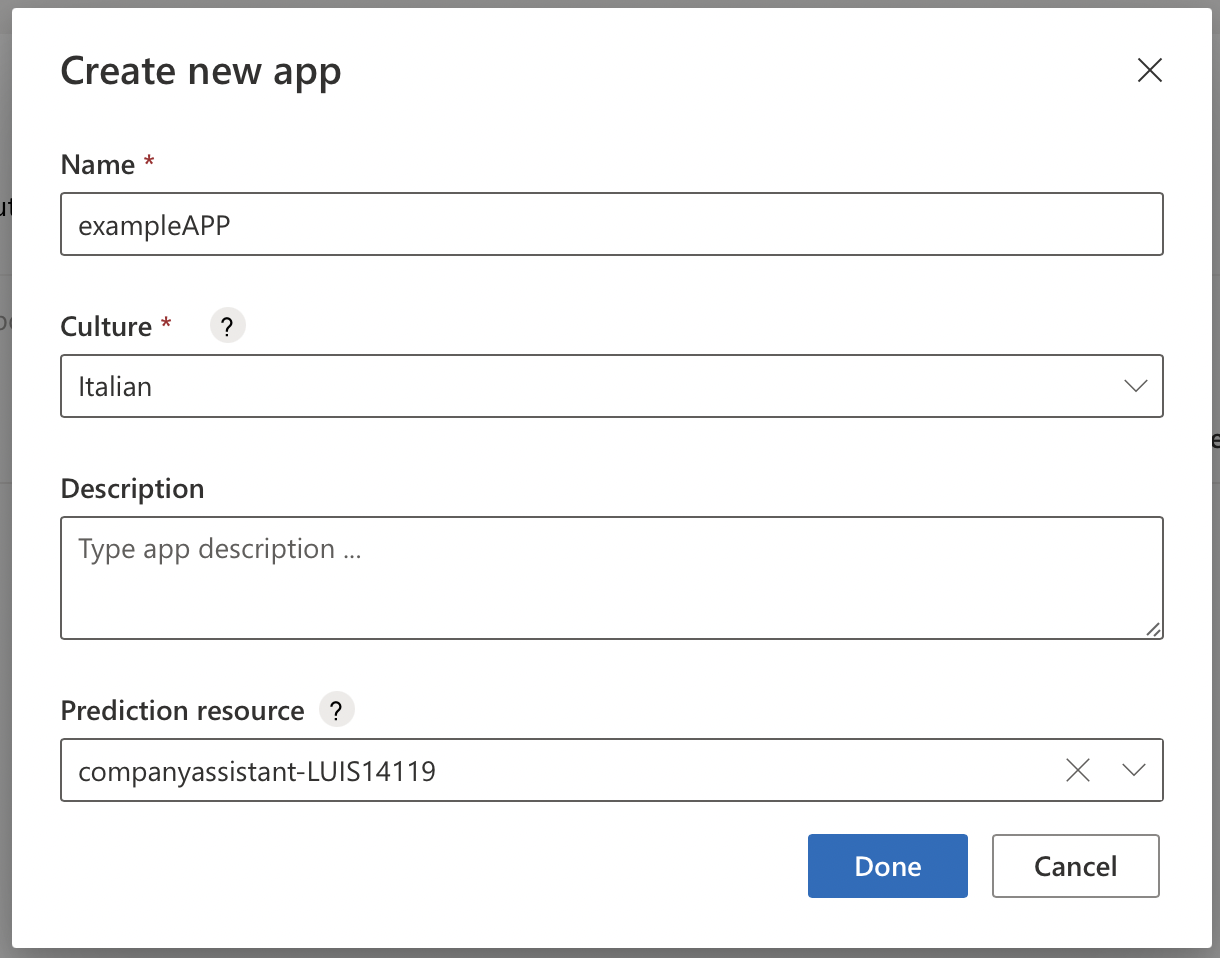 Create new app
Name *
exampleAPP
Culture * ?
Italian
Description
Type app description ...
Prediction resource ?
companyassistant-LUIS14119
Done Cancel